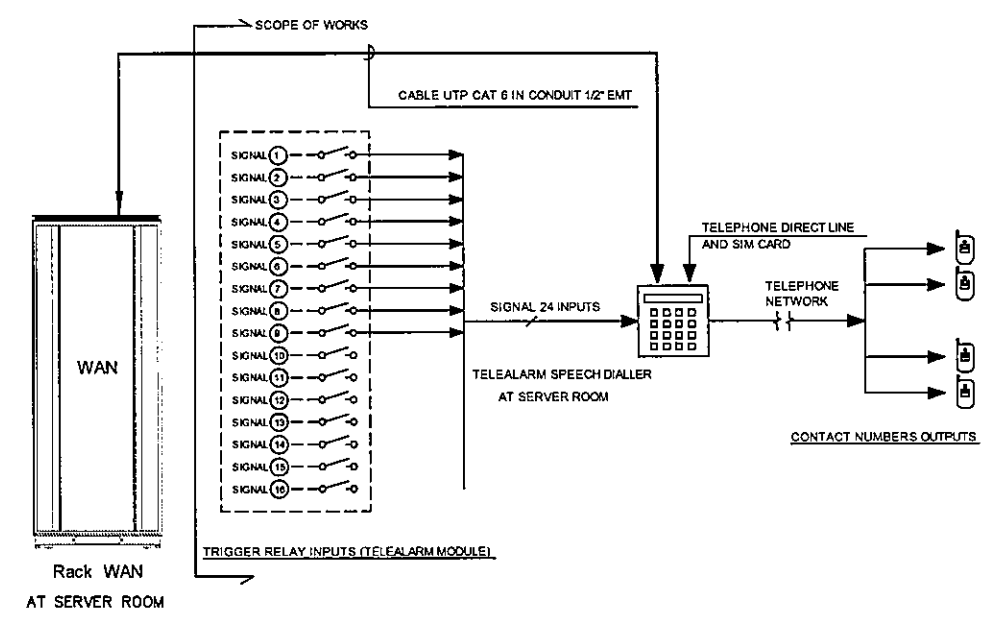 SCOPE OF WORKS
CABLE UTP CAT 6 IN CONDUIT 1/2" EMT
SIGNAL 1
SIGNAL 2
SIGNAL 3
SIGNAL 4
SIGNAL 5
SIGNAL 6
SIGNAL 7
SIGNAL 8
SIGNAL 9
SIGNAL 10
SIGNAL 11
SIGNAL 12
SIGNAL 13
SIGNAL 14
SIGNAL 15
SIGNAL 16
TELEPHONE DIRECT LINE
AND SIM CARD
TELEPHONE
NETWORK
SIGNAL 24 INPUTS
WAN
TELEALARM SPEECH DIALLER
AT SERVER ROOM
CONTACT NUMBERS OUTPUTS
TRIGGER RELAY INPUTS (TELEALARM MODULE)
Rack WAN
AT SERVER ROOM